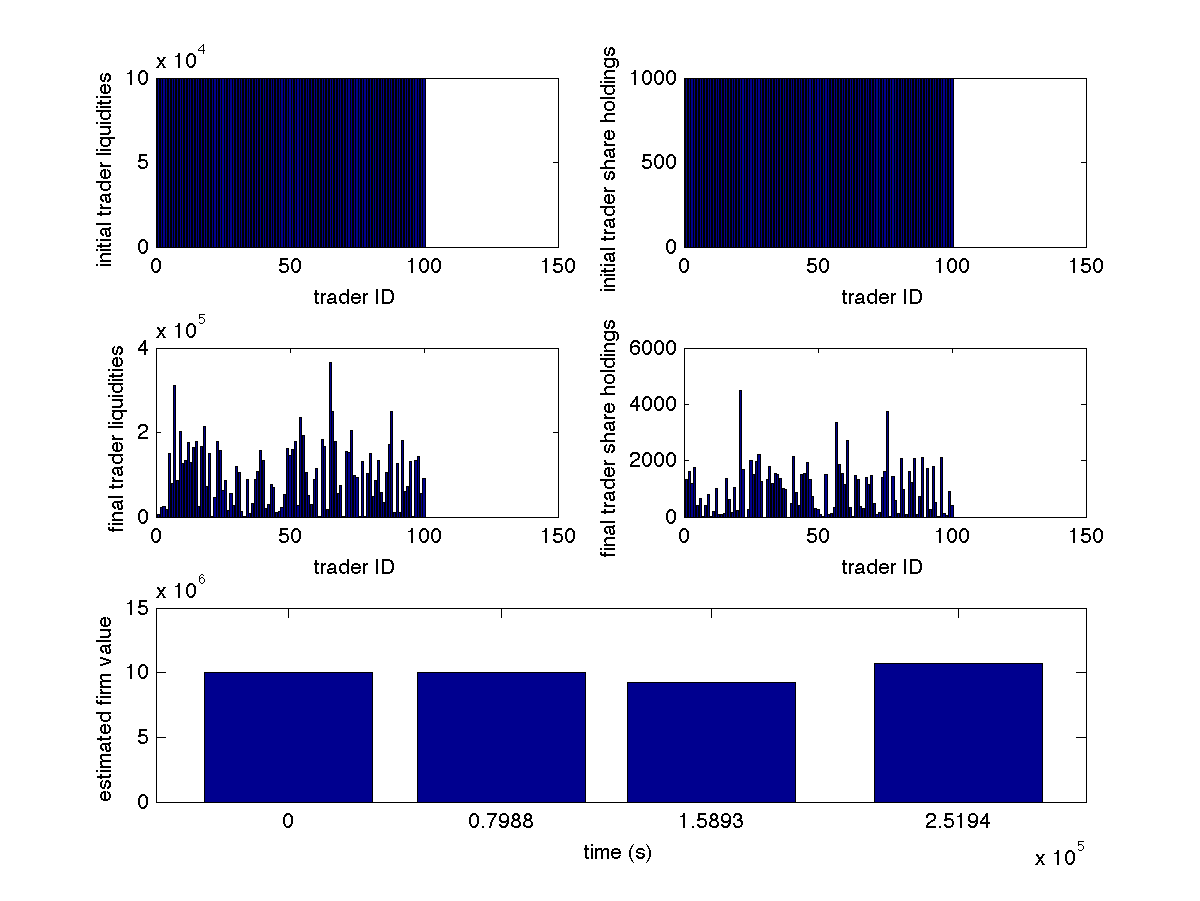 x 10^4
10
5
0
initial trader liquidities
0 50 100 150
trader ID
1000
500
0
initial trader share holdings
0 50 100 150
trader ID
x 10^5
4
2
0
final trader liquidities
0 50 100 150
trader ID
6000
4000
2000
0
final trader share holdings
0 50 100 150
trader ID
x 10^6
15
10
5
0
estimated firm value
0 0.7988 1.5893 2.5194
time (s)
x 10^5